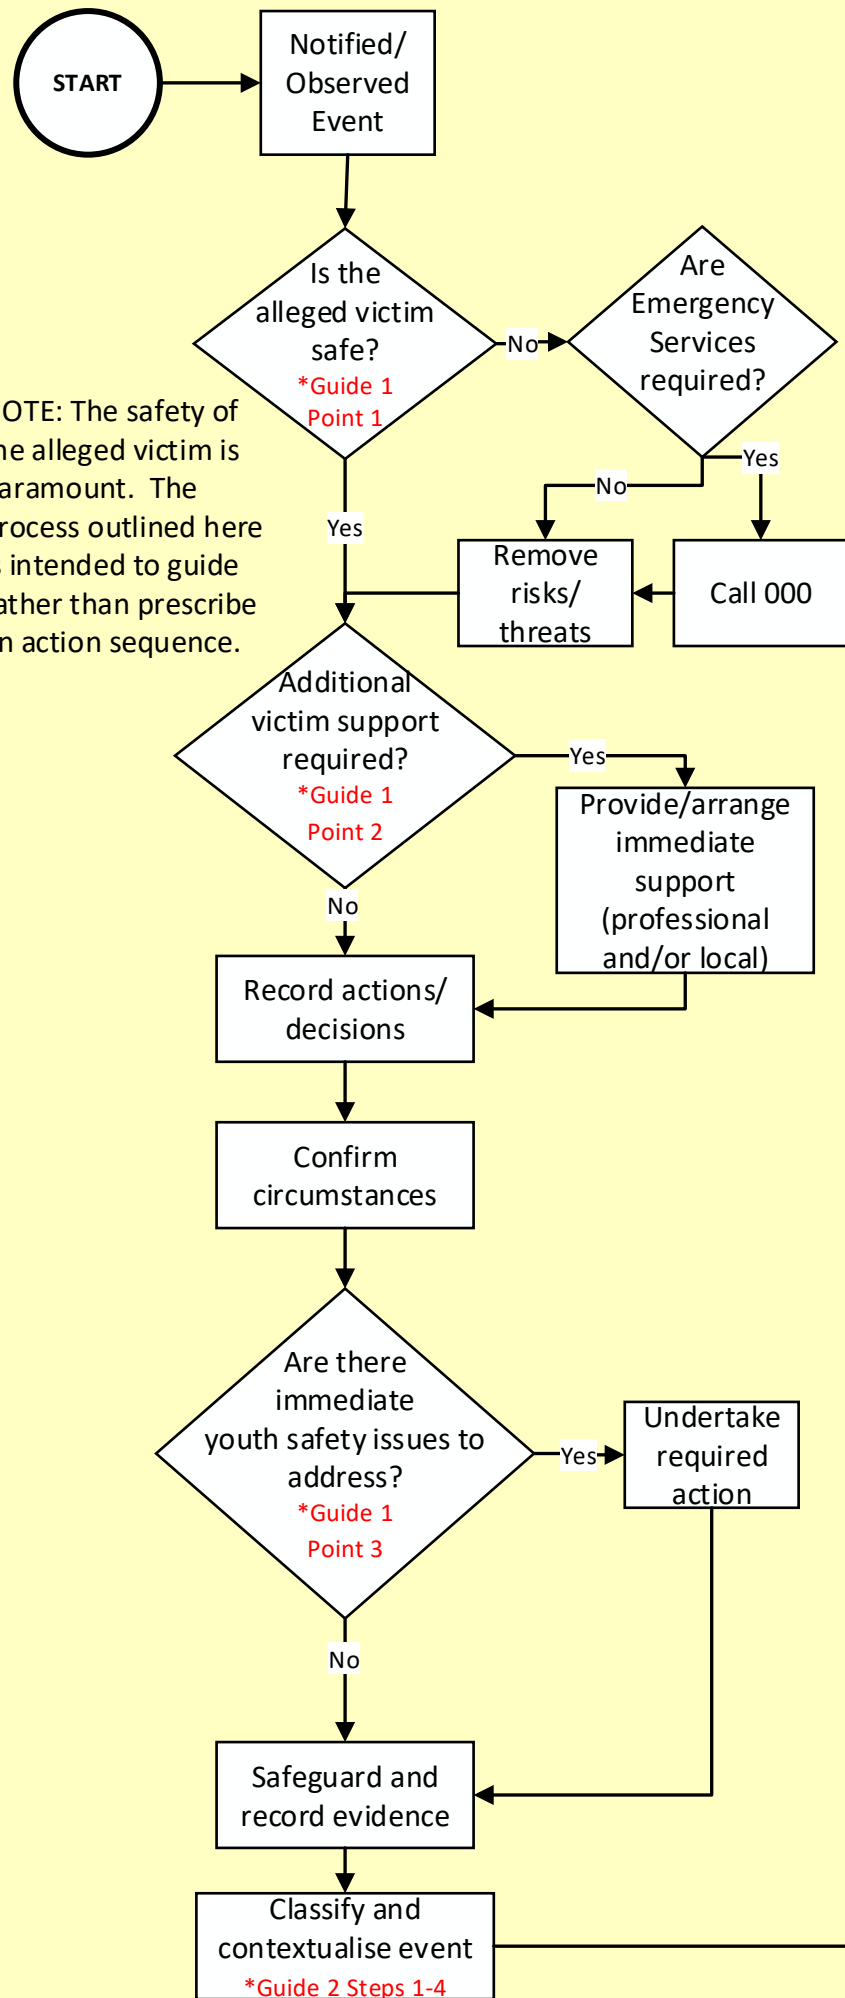 START
Notified/
Observed
Event
Is the
alleged victim
safe?
*Guide 1
Point 1
No
Are
Emergency
Services
required?
OTE: The safety of
he alleged victim is
aramount. The
rocess outlined here
s intended to guide
ather than prescribe
n action sequence.
Yes
No
Yes
Remove
risks/
threats
Call 000
Additional
victim support
required?
*Guide 1
Point 2
Yes
Provide/arrange
immediate
support
(professional
and/or local)
No
Record actions/
decisions
Confirm
circumstances
Are there
immediate
youth safety issues to
address?
*Guide 1
Point 3
Yes
Undertake
required
action
No
Safeguard and
record evidence
Classify and
contextualise event
*Guide 2 Steps 1-4